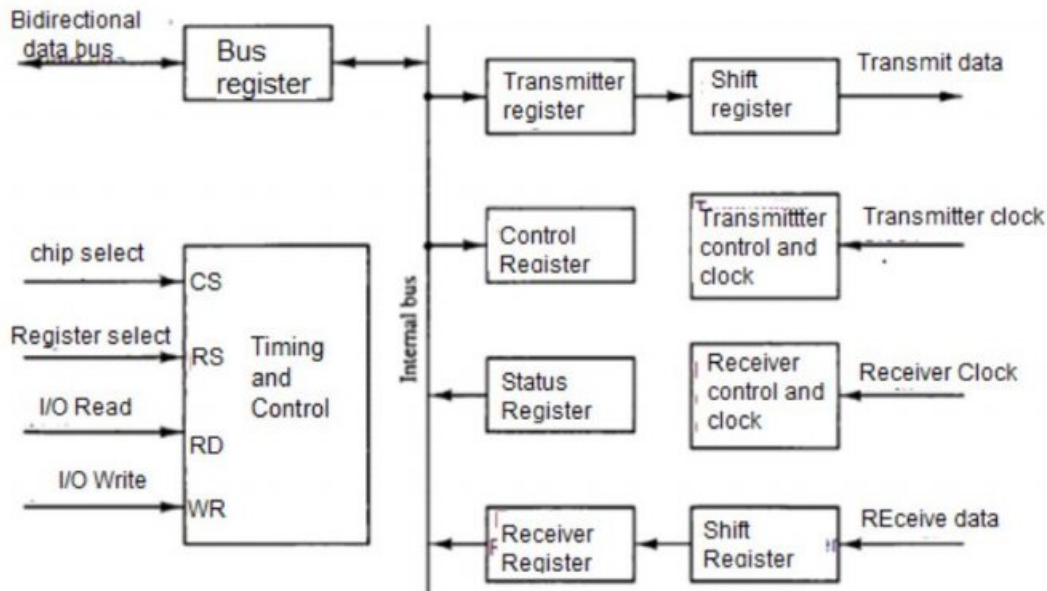 Bidirectional
data bus
Bus
register
Transmitter
register
Shift
register
Transmit data
Control
Register
Transmittter
control and
clock
Transmitter clock
chip select
CS
Register select
RS
Timing
and
Control
I/O Read
RD
I/O Write
WR
Internal bus
Status
Register
Receiver
control and
clock
Receiver Clock
Receiver
Register
Shift
Register
REceive data